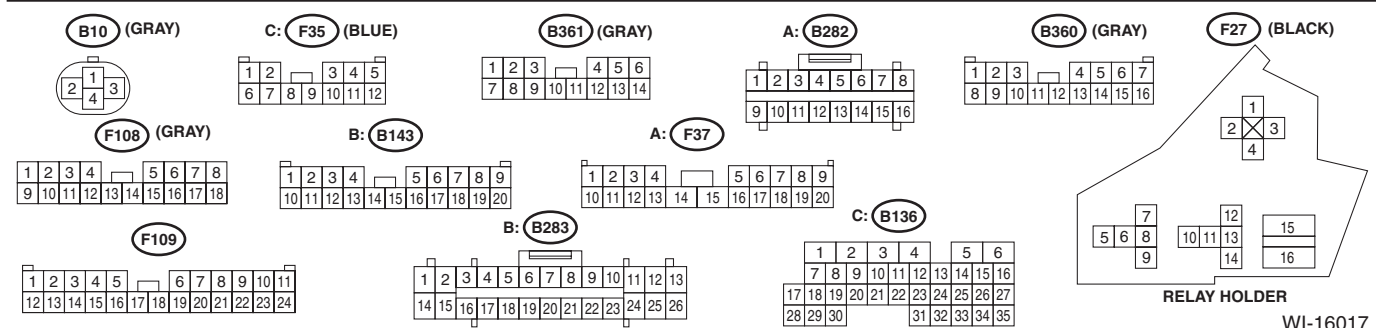 B10 (GRAY)
1
2 3
4
C: F35 (BLUE)
1 2 3 4 5
6 7 8 9 10 11 12
B361 (GRAY)
1 2 3 4 5 6
7 8 9 10 11 12 13 14
A: B282
1 2 3 4 5 6 7 8
9 10 11 12 13 14 15 16
B360 (GRAY)
1 2 3 4 5 6 7
8 9 10 11 12 13 14 15 16
F27 (BLACK)
1
2 3
4
7 12
5 6 8 10 11 13 15
9 14 16
RELAY HOLDER
F108 (GRAY)
1 2 3 4 5 6 7 8
9 10 11 12 13 14 15 16 17 18
B: B143
1 2 3 4 5 6 7 8 9
10 11 12 13 14 15 16 17 18 19 20
A: F37
1 2 3 4 5 6 7 8 9
10 11 12 13 14 15 16 17 18 19 20
F109
1 2 3 4 5 6 7 8 9 10 11
12 13 14 15 16 17 18 19 20 21 22 23 24
B: B283
1 2 3 4 5 6 7 8 9 10 11 12 13
14 15 16 17 18 19 20 21 22 23 24 25 26
C: B136
1 2 3 4 5 6
7 8 9 10 11 12 13 14 15 16
17 18 19 20 21 22 23 24 25 26 27
28 29 30 31 32 33 34 35
WI-16017